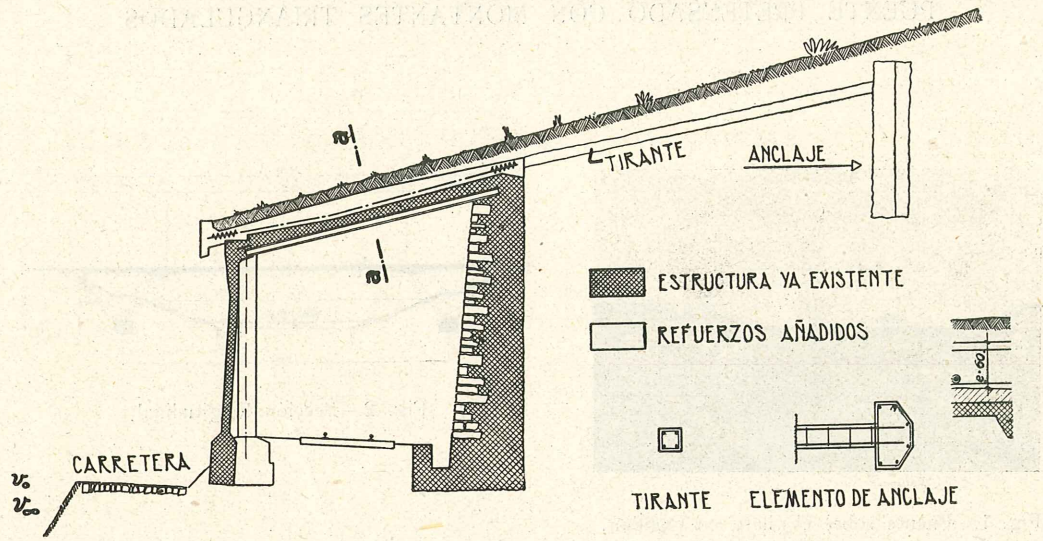 TIRANTE
ANCLAJE
ESTRUCTURA YA EXISTENTE
REFUERZOS AÑADIDOS
CARRETERA
TIRANTE
ELEMENTO DE ANCLAJE